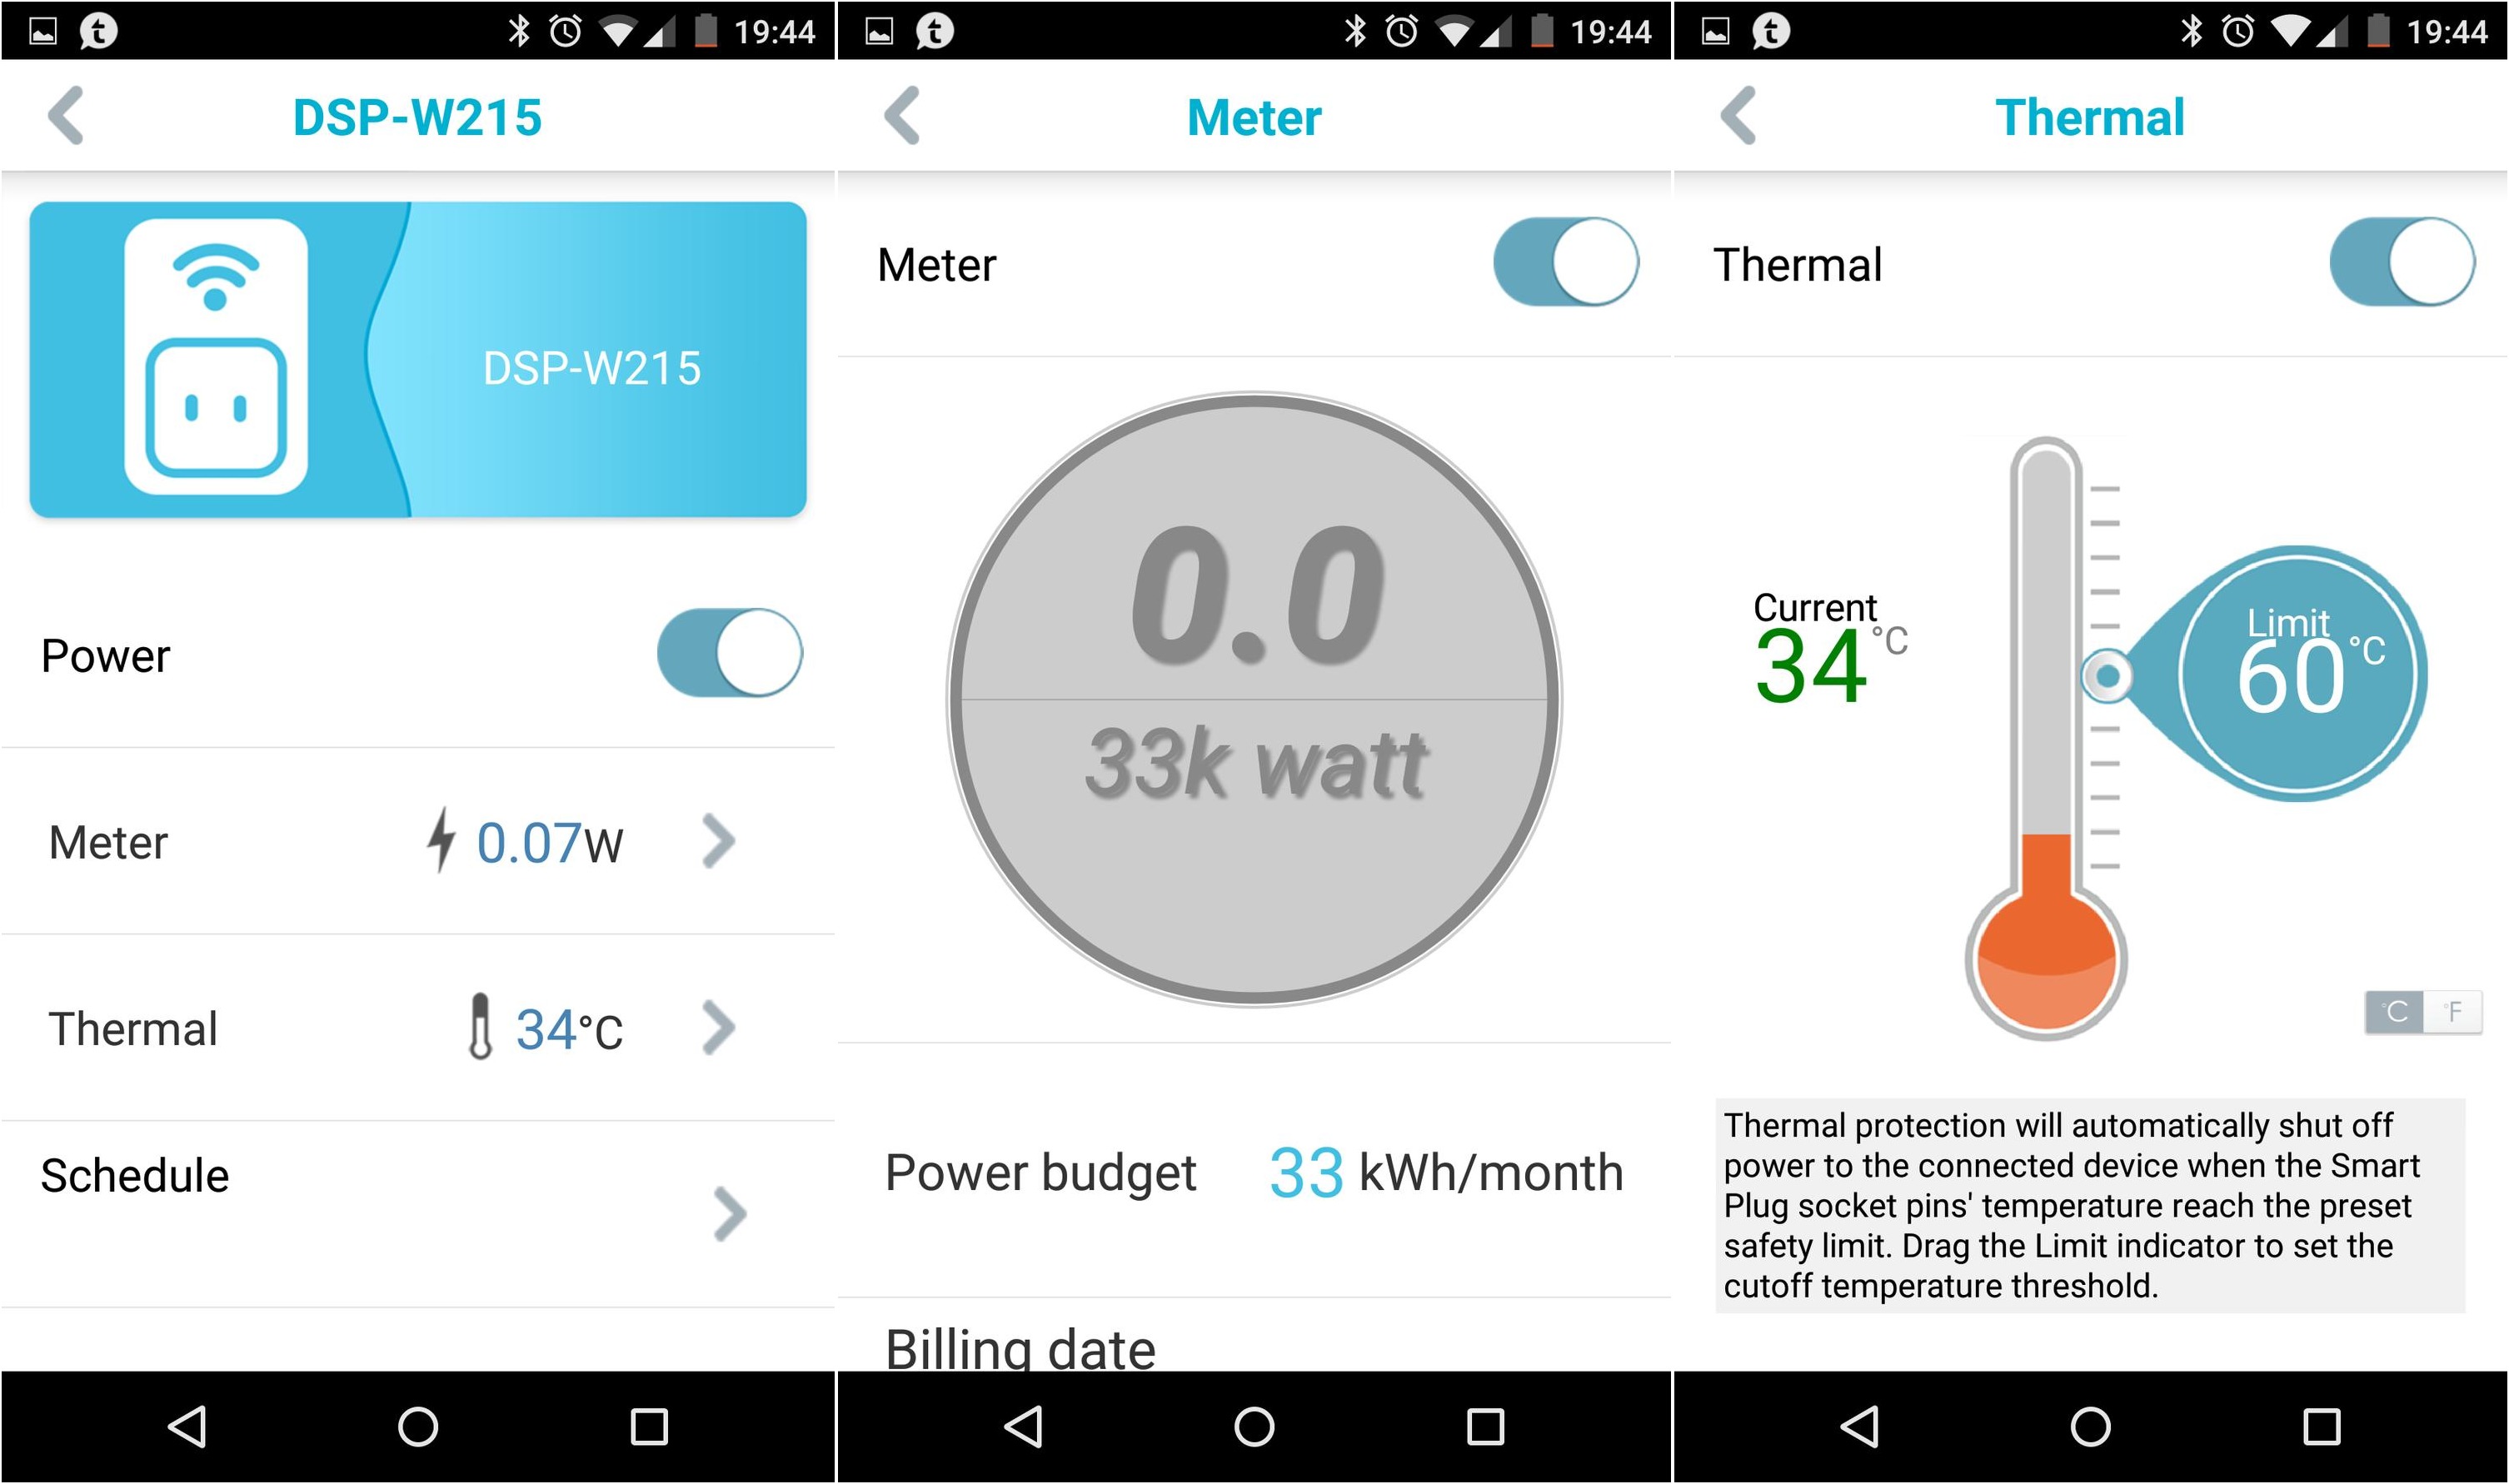 19:44
DSP-W215
DSP-W215
Power
Meter 0.07W
Thermal 34°C
Schedule
19:44
Meter
Meter
0.0
33k watt
Power budget 33 kWh/month
Billing date
19:44
Thermal
Thermal
Current
34 °C
Limit
60 °C
°C °F
Thermal protection will automatically shut off
power to the connected device when the Smart
Plug socket pins' temperature reach the preset
safety limit. Drag the Limit indicator to set the
cutoff temperature threshold.